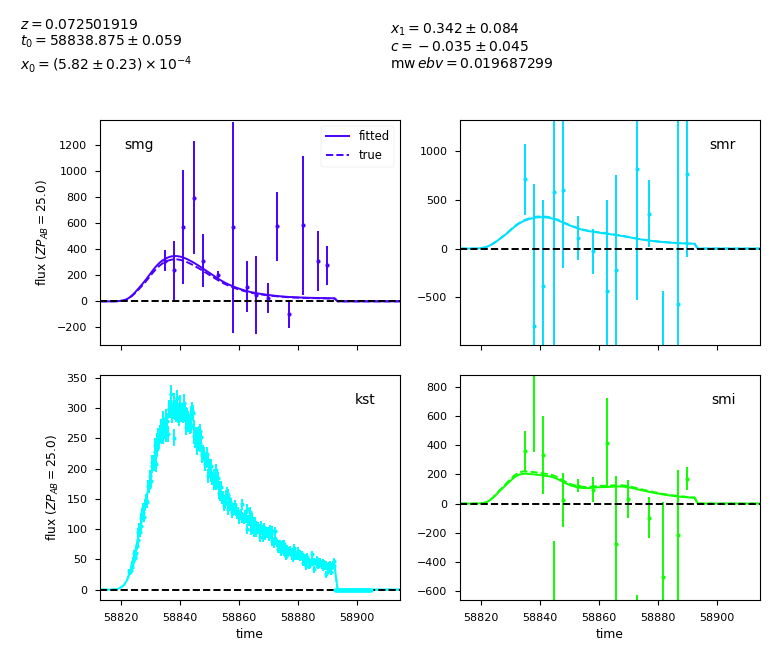 z = 0.072501919
t₀ = 58838.875 ± 0.059
x₀ = (5.82 ± 0.23) × 10⁻⁴
x₁ = 0.342 ± 0.084
c = −0.035 ± 0.045
mw ebv = 0.019687299
smg
fitted
true
1200
1000
800
600
400
200
0
−200
flux (ZP_AB = 25.0)
smr
1000
500
0
−500
kst
350
300
250
200
150
100
50
0
flux (ZP_AB = 25.0)
58820 58840 58860 58880 58900
time
smi
800
600
400
200
0
−200
−400
−600
58820 58840 58860 58880 58900
time